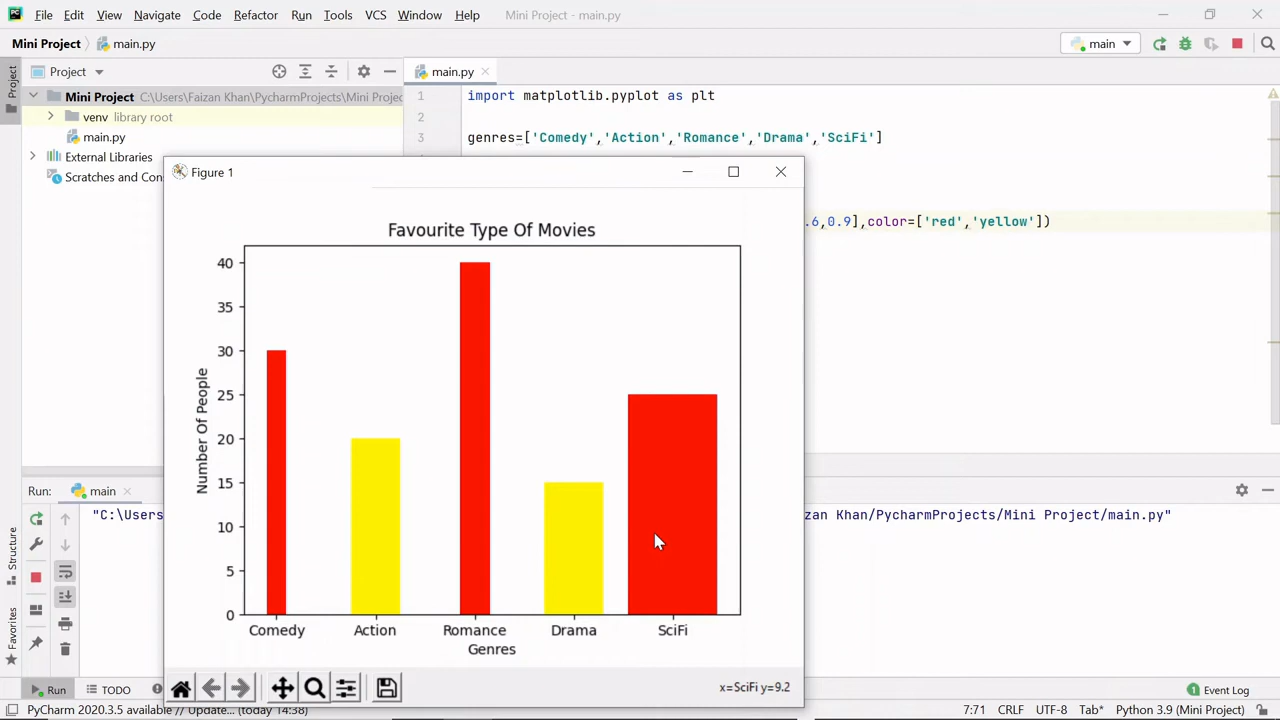 File Edit View Navigate Code Refactor Run Tools VCS Window Help Mini Project - main.py
Mini Project main.py main
Project main.py
Mini Project C:\Users\Faizan Khan\PycharmProjects\Mini Projec
venv library root
main.py
External Libraries
Scratches and Con
1 import matplotlib.pyplot as plt
2
3 genres=['Comedy','Action','Romance','Drama','SciFi']
.6,0.9],color=['red','yellow'])
Figure 1
Favourite Type Of Movies
Number Of People
40
35
30
25
20
15
10
5
0
Comedy Action Romance Drama SciFi
Genres
x=SciFi y=9.2
Project
Structure
Favorites
Run: main
"C:\Users
zan Khan/PycharmProjects/Mini Project/main.py"
Run TODO Event Log
PyCharm 2020.3.5 available // Update... (today 14:38) 7:71 CRLF UTF-8 Tab* Python 3.9 (Mini Project)